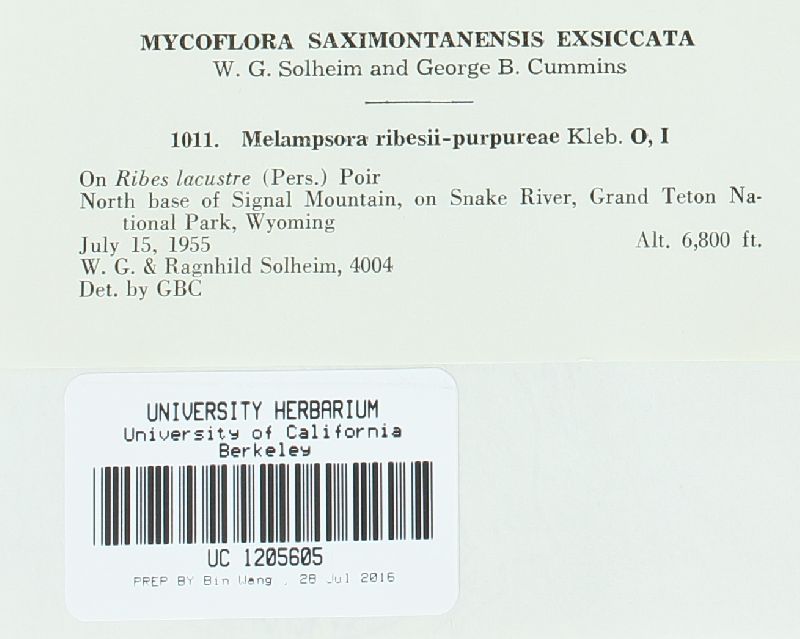 MYCOFLORA SAXIMONTANENSIS EXSICCATA
W. G. Solheim and George B. Cummins
1011. Melampsora ribesii-purpureae Kleb. O, I
On Ribes lacustre (Pers.) Poir
North base of Signal Mountain, on Snake River, Grand Teton Na-
tional Park, Wyoming
July 15, 1955 Alt. 6,800 ft.
W. G. & Ragnhild Solheim, 4004
Det. by GBC
UNIVERSITY HERBARIUM
University of California
Berkeley
UC 1205605
PREP BY Bin Wang , 28 Jul 2016